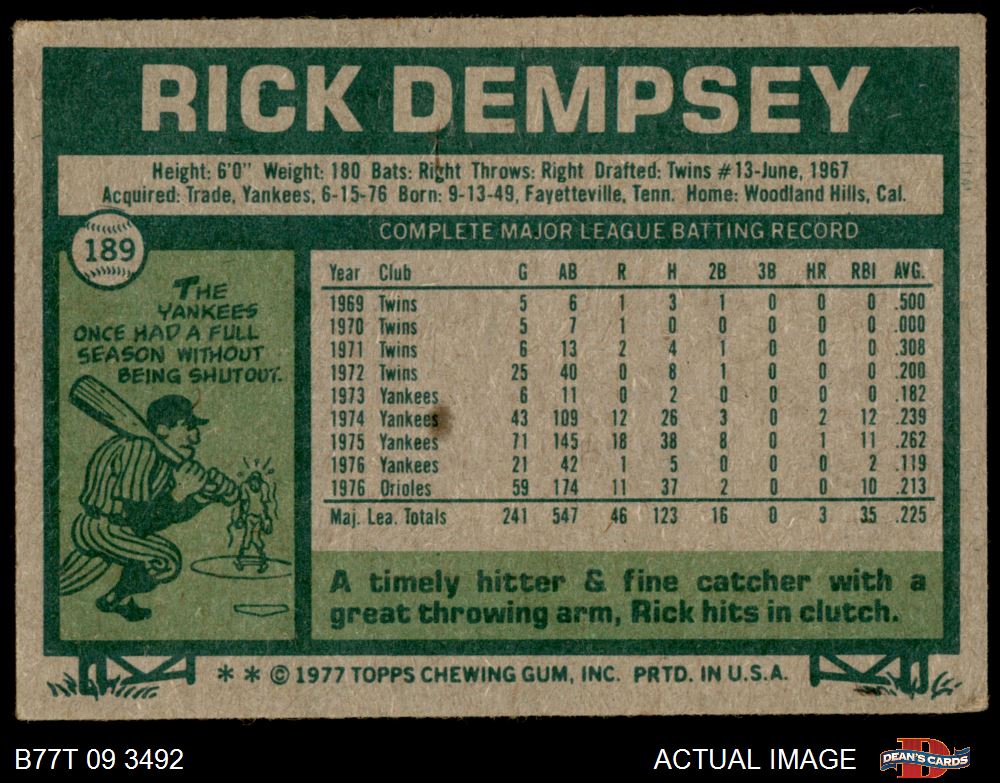 RICK DEMPSEY
Height: 6'0" Weight: 180 Bats: Right Throws: Right Drafted: Twins #13-June, 1967
Acquired: Trade, Yankees, 6-15-76 Born: 9-13-49, Fayetteville, Tenn. Home: Woodland Hills, Cal.
189
THE
YANKEES
ONCE HAD A FULL
SEASON WITHOUT
BEING SHUTOUT.
COMPLETE MAJOR LEAGUE BATTING RECORD
Year Club G AB R H 2B 3B HR RBI AVG.
1969 Twins 5 6 1 3 1 0 0 0 .500
1970 Twins 5 7 1 0 0 0 0 0 .000
1971 Twins 6 13 2 4 1 0 0 0 .308
1972 Twins 25 40 0 8 1 0 0 0 .200
1973 Yankees 6 11 0 2 0 0 0 0 .182
1974 Yankees 43 109 12 26 3 0 2 12 .239
1975 Yankees 71 145 18 38 8 0 1 11 .262
1976 Yankees 21 42 1 5 0 0 0 2 .119
1976 Orioles 59 174 11 37 2 0 0 10 .213
Maj. Lea. Totals 241 547 46 123 16 0 3 35 .225
A timely hitter & fine catcher with a
great throwing arm, Rick hits in clutch.
* * © 1977 TOPPS CHEWING GUM, INC. PRTD. IN U.S.A.
B77T 09 3492
ACTUAL IMAGE
DEAN'S CARDS